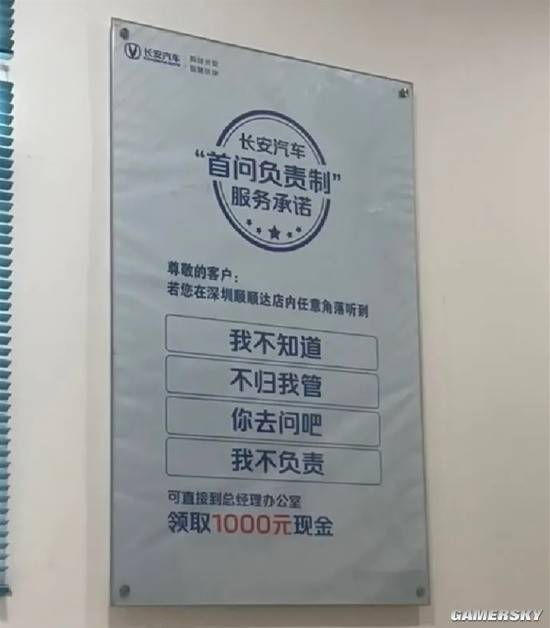 长安汽车
长安汽车
“首问负责制”
服务承诺
尊敬的客户:
若您在深圳顺顺达店内任意角落听到
我不知道
不归我管
你去问吧
我不负责
可直接到总经理办公室
领取1000元现金
GAMERSKY